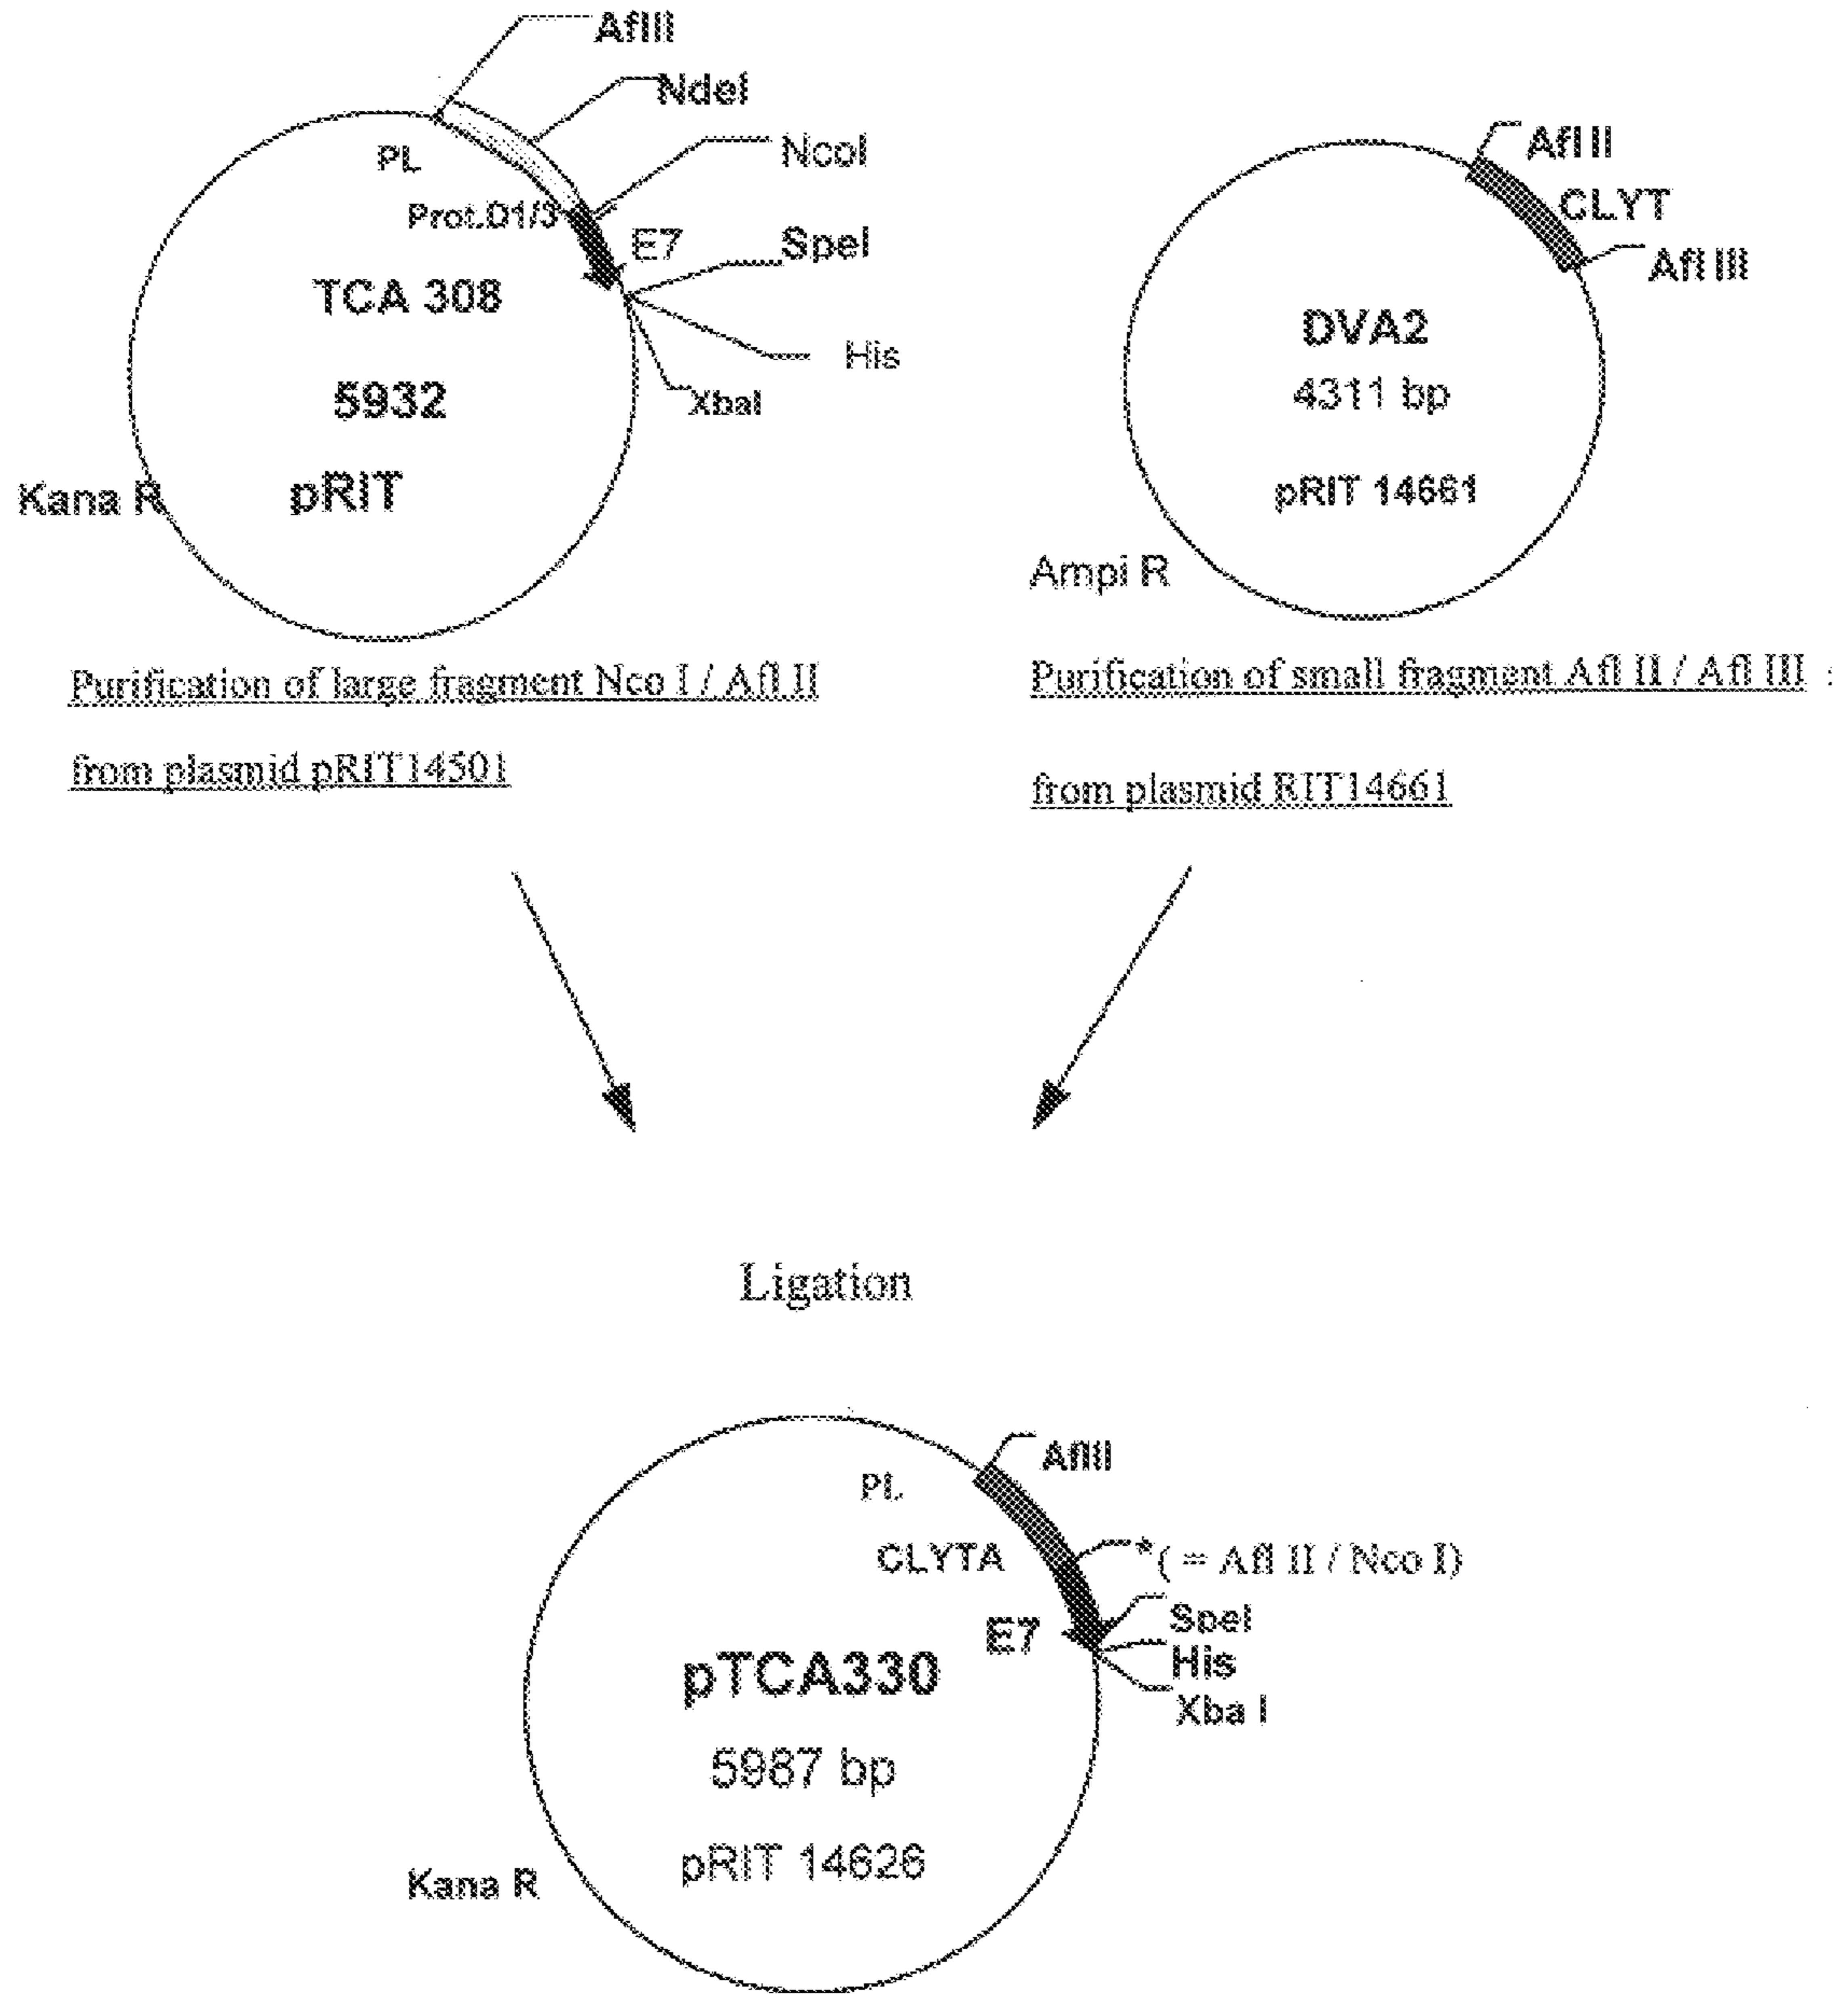 AflII
NdeI
NcoI
PL
Prot.D1/3
E7
SpeI
TCA 308
His
5932
XbaI
Kana R
pRIT
Purification of large fragment Nco I / Afl II
from plasmid pRIT14501
Afl II
CLYT
Afl III
DVA2
4311 bp
pRIT 14661
Ampi R
Purification of small fragment Afl II / Afl III :
from plasmid RIT14661
Ligation
AflII
PL
CLYTA
*( = Afl II / Nco I)
SpeI
E7
His
pTCA330
Xba I
5987 bp
pRIT 14626
Kana R